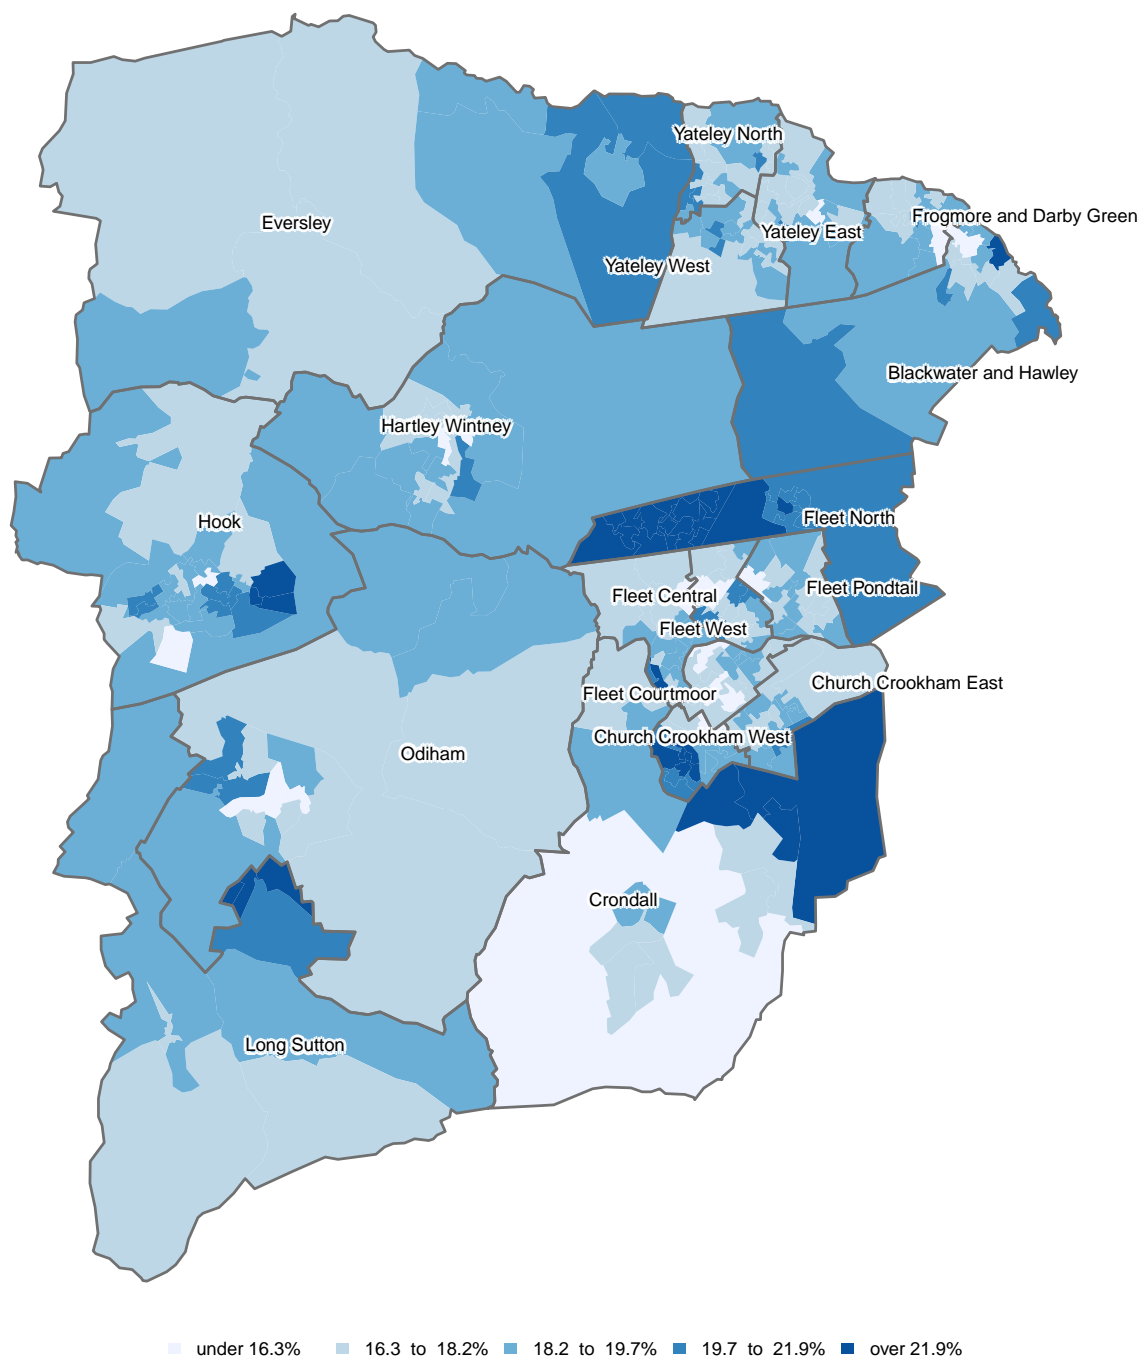 Yateley North
Frogmore and Darby Green
Eversley
Yateley East
Yateley West
Blackwater and Hawley
Hartley Wintney
Hook
Fleet North
Fleet Pondtail
Fleet Central
Fleet West
Church Crookham East
Fleet Courtmoor
Church Crookham West
Odiham
Crondall
Long Sutton
under 16.3% 16.3 to 18.2% 18.2 to 19.7% 19.7 to 21.9% over 21.9%